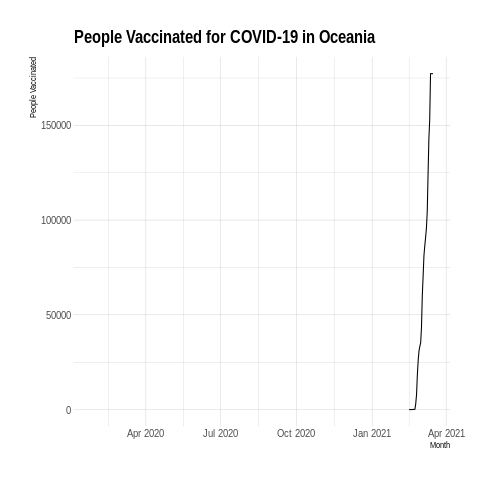 People Vaccinated for COVID-19 in Oceania
People Vaccinated
150000
100000
50000
0
Apr 2020 Jul 2020 Oct 2020 Jan 2021 Apr 2021
Month